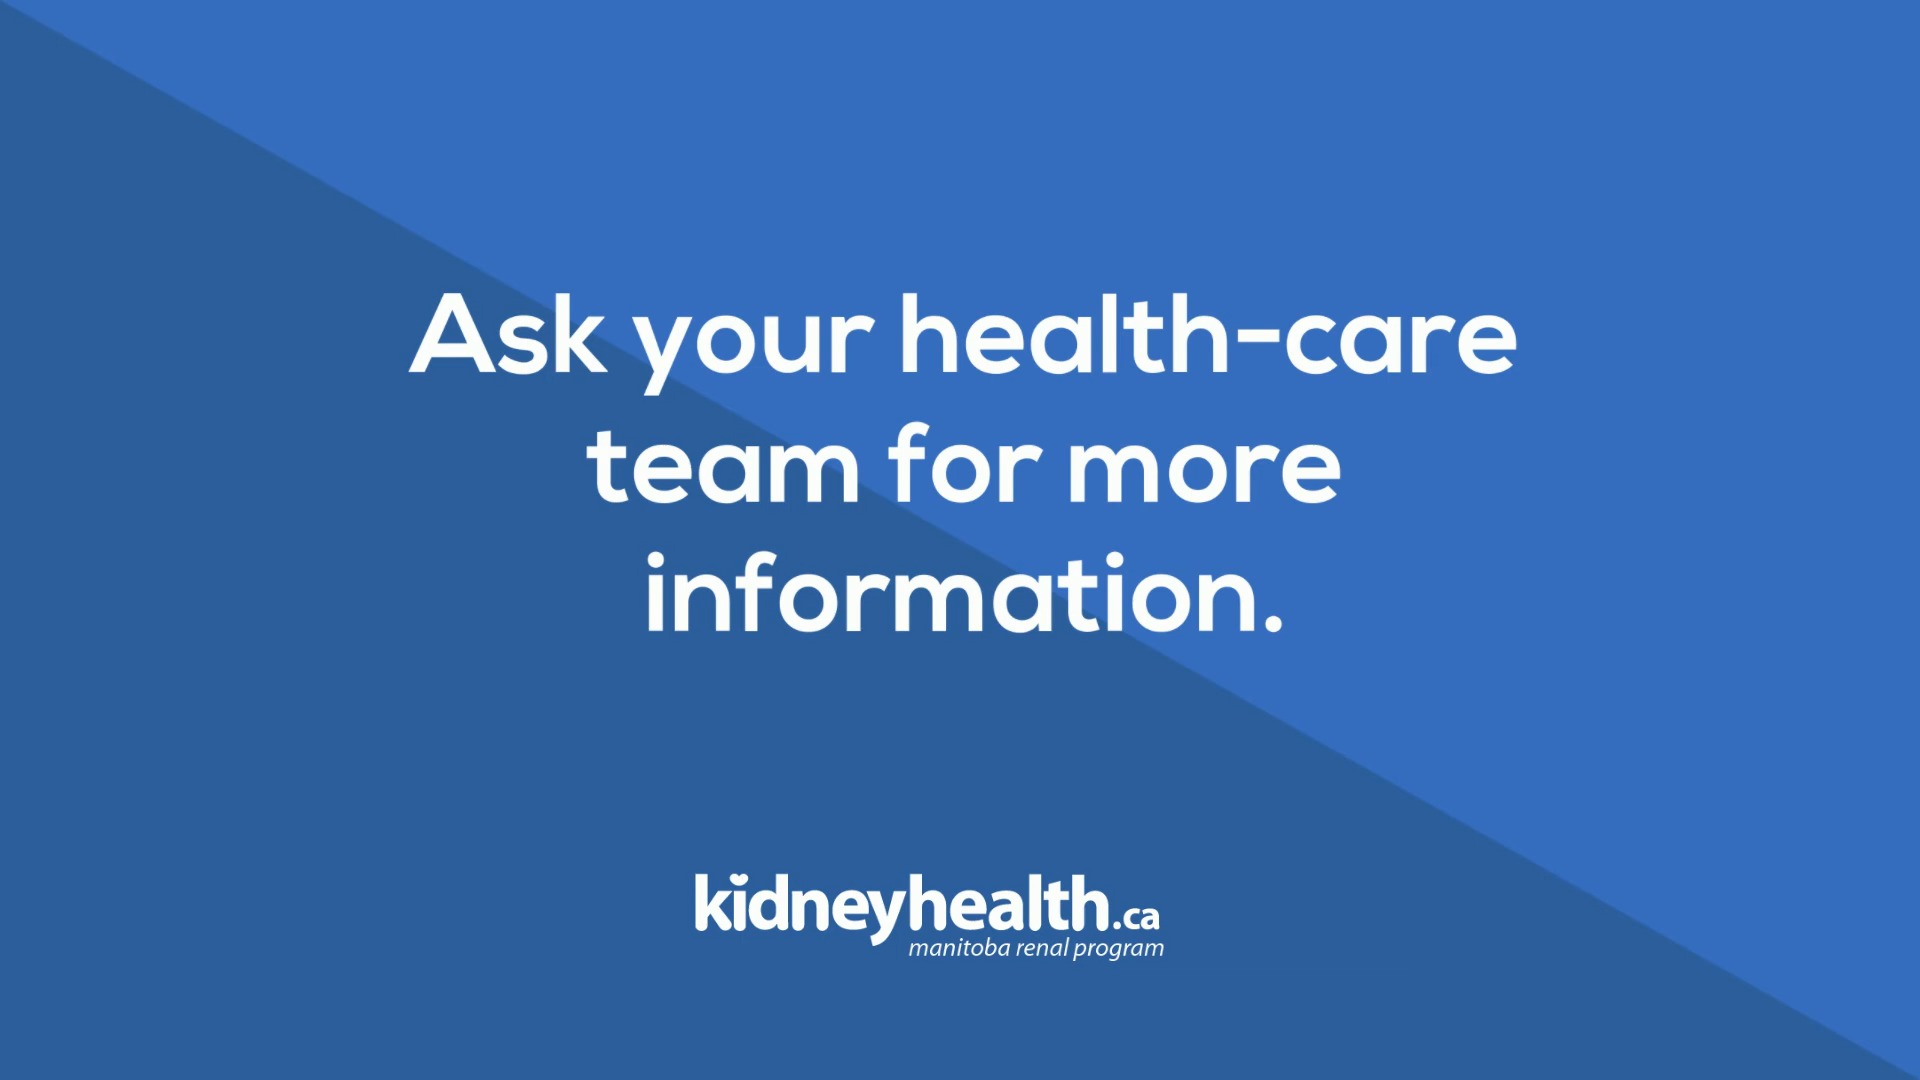 Ask your health-care
team for more
information.
kidneyhealth.ca
manitoba renal program